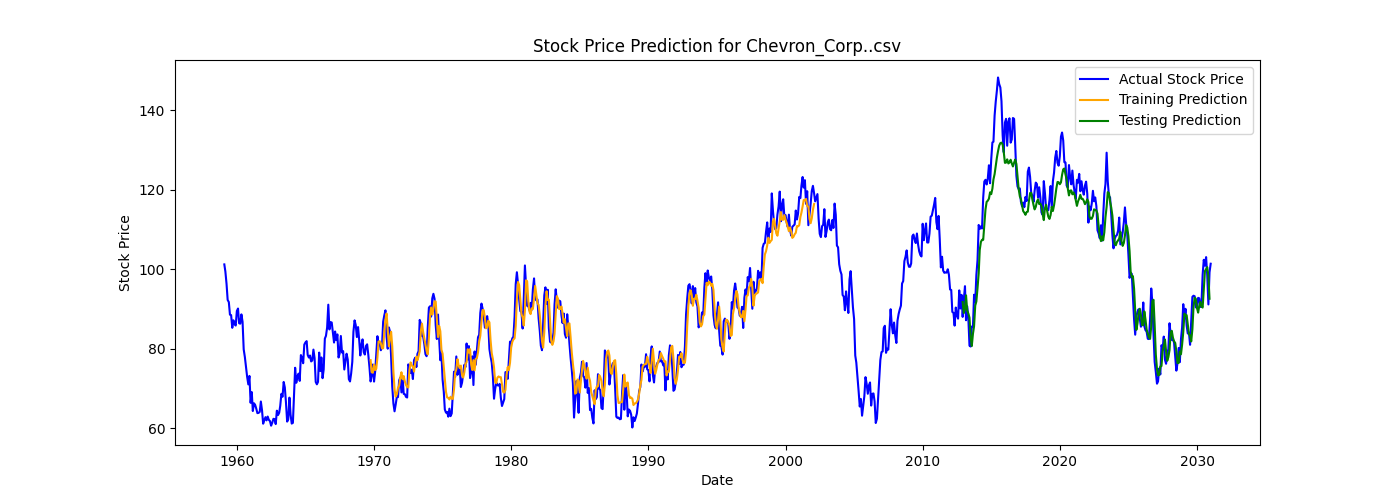 Stock Price Prediction for Chevron_Corp..csv
Actual Stock Price
Training Prediction
Testing Prediction
Stock Price
140
120
100
80
60
1960 1970 1980 1990 2000 2010 2020 2030
Date